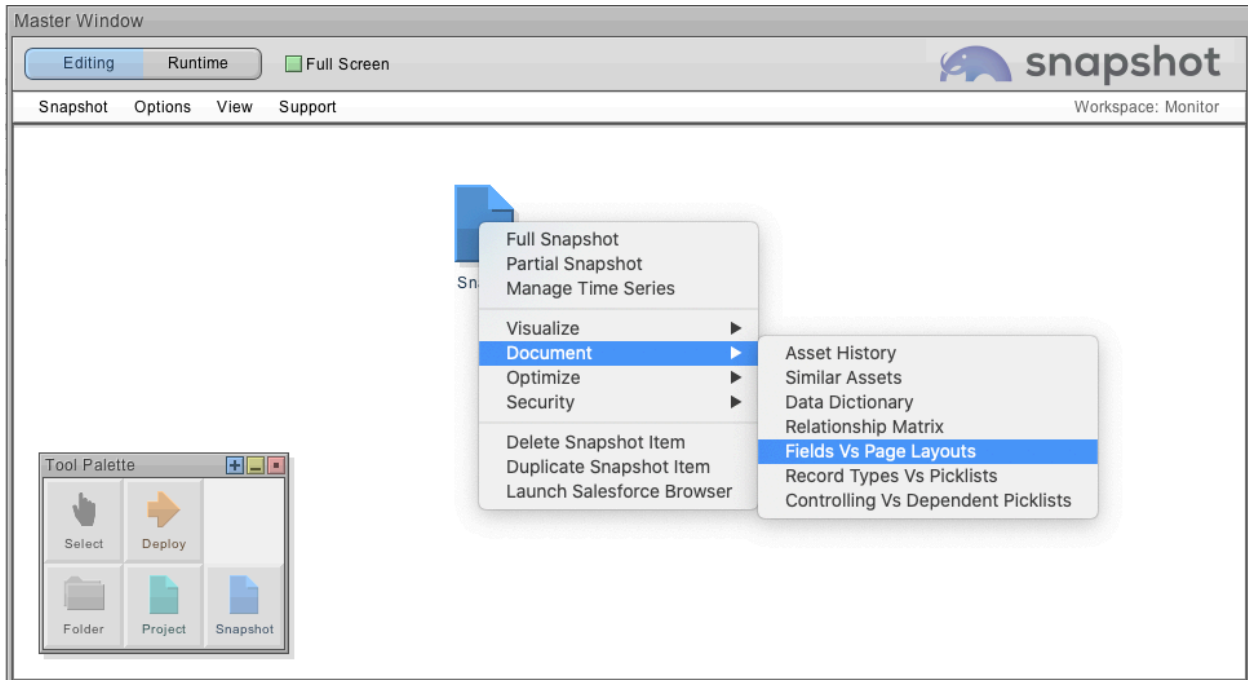 Master Window
Editing Runtime Full Screen
snapshot
Snapshot Options View Support Workspace: Monitor
Sn
Full Snapshot
Partial Snapshot
Manage Time Series
Visualize
Document
Optimize
Security
Delete Snapshot Item
Duplicate Snapshot Item
Launch Salesforce Browser
Asset History
Similar Assets
Data Dictionary
Relationship Matrix
Fields Vs Page Layouts
Record Types Vs Picklists
Controlling Vs Dependent Picklists
Tool Palette
Select Deploy
Folder Project Snapshot